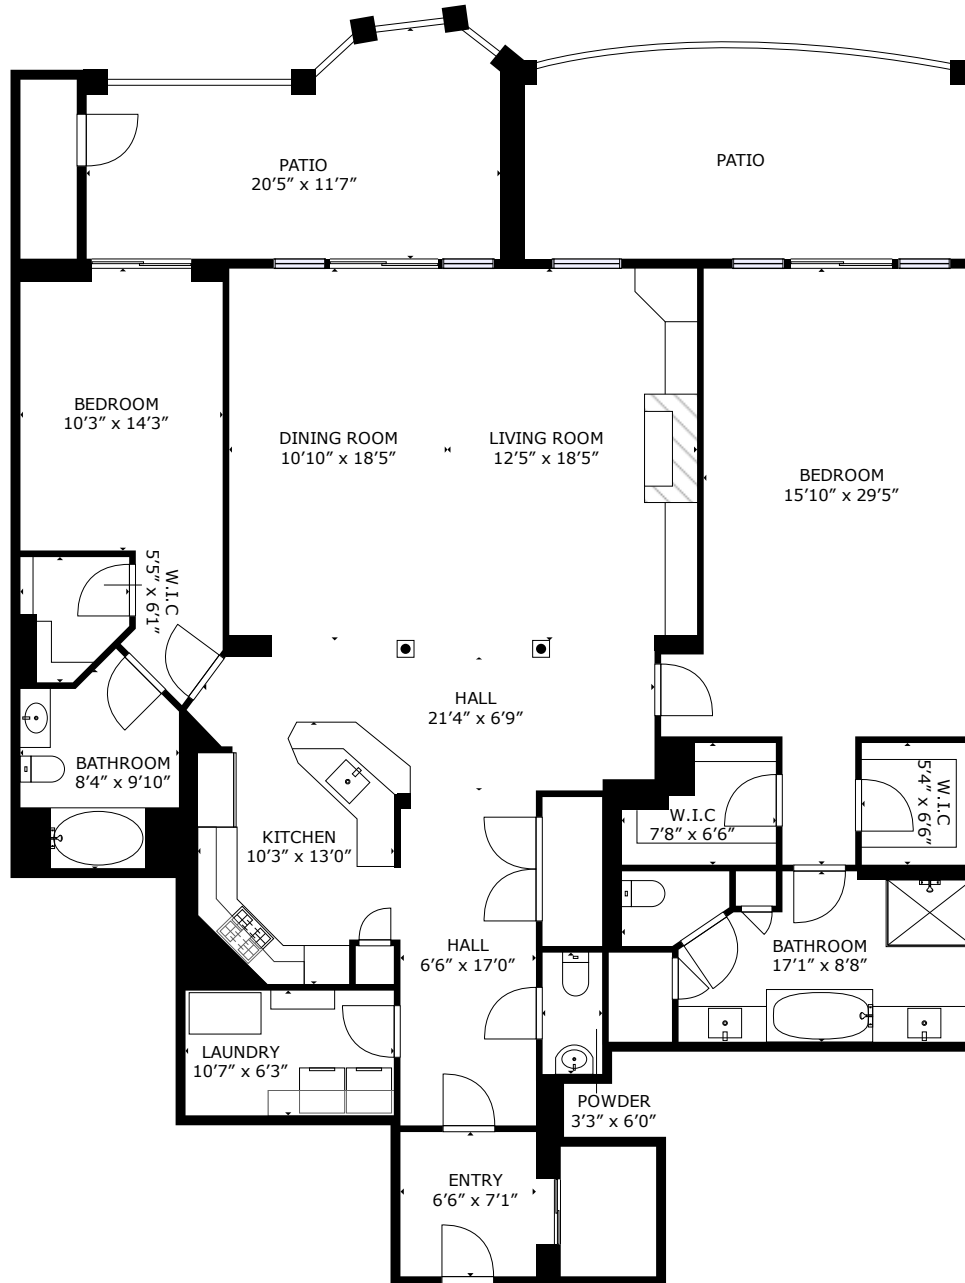 PATIO
20'5" x 11'7"
PATIO
BEDROOM
10'3" x 14'3"
DINING ROOM
10'10" x 18'5"
LIVING ROOM
12'5" x 18'5"
BEDROOM
15'10" x 29'5"
W.I.C
5'5" x 6'1"
HALL
21'4" x 6'9"
BATHROOM
8'4" x 9'10"
KITCHEN
10'3" x 13'0"
W.I.C
7'8" x 6'6"
W.I.C
5'4" x 6'6"
HALL
6'6" x 17'0"
BATHROOM
17'1" x 8'8"
LAUNDRY
10'7" x 6'3"
POWDER
3'3" x 6'0"
ENTRY
6'6" x 7'1"